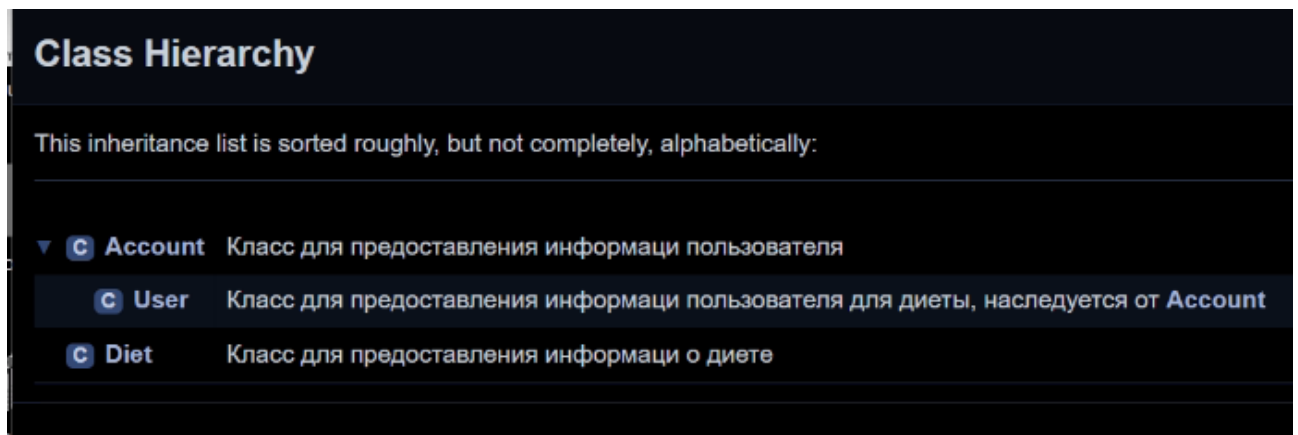 Class Hierarchy
This inheritance list is sorted roughly, but not completely, alphabetically:
▼ C Account Класс для предоставления информаци пользователя
C User Класс для предоставления информаци пользователя для диеты, наследуется от Account
C Diet Класс для предоставления информаци о диете